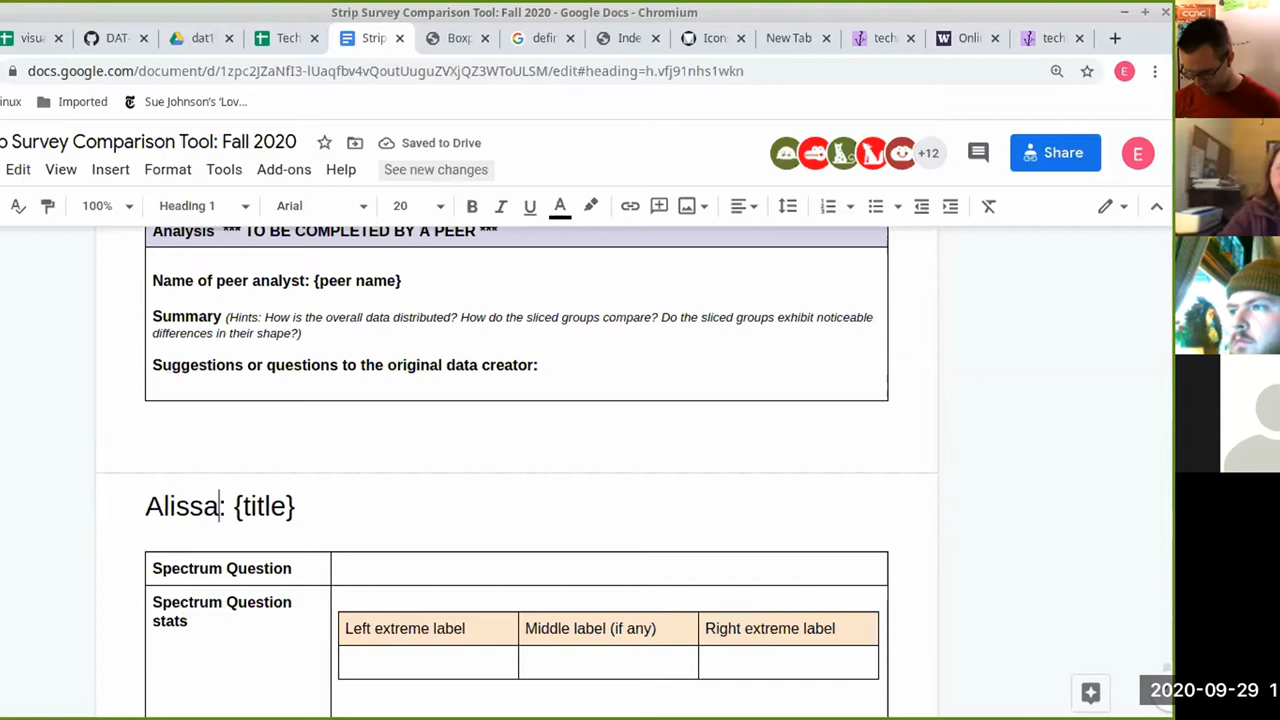 Strip Survey Comparison Tool: Fall 2020 - Google Docs - Chromium
visu
DAT-
dat1
Tech
Strip
Boxp
defin
Inde
Icons
New Tab
tech
Onli
tech
docs.google.com/document/d/1zpc2JZaNfI3-lUaqfbv4vQoutUuguZVXjQZ3WToULSM/edit#heading=h.vfj91nhs1wkn
E
inux
Imported
Sue Johnson's 'Lov...
p Survey Comparison Tool: Fall 2020
Saved to Drive
+12
Share
E
Edit View Insert Format Tools Add-ons Help See new changes
100% Heading 1 Arial 20 B I U A
Analysis *** TO BE COMPLETED BY A PEER ***
Name of peer analyst: {peer name}
Summary (Hints: How is the overall data distributed? How do the sliced groups compare? Do the sliced groups exhibit noticeable
differences in their shape?)
Suggestions or questions to the original data creator:
Alissa: {title}
Spectrum Question
Spectrum Question
stats
Left extreme label Middle label (if any) Right extreme label
2020-09-29 1